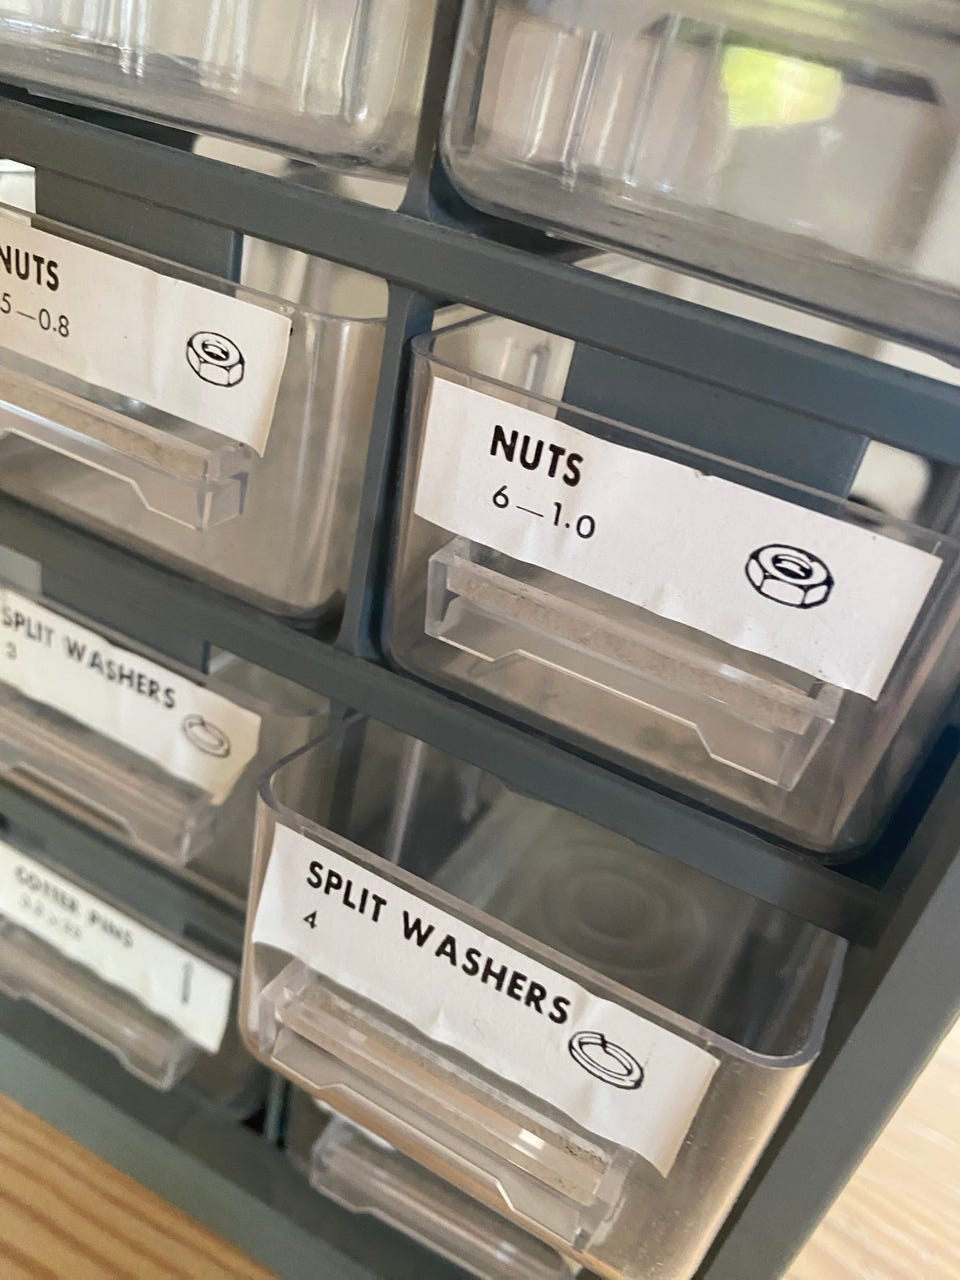 NUTS
5—0.8
NUTS
6—1.0
SPLIT WASHERS
3
SPLIT WASHERS
4
COTTER PINS